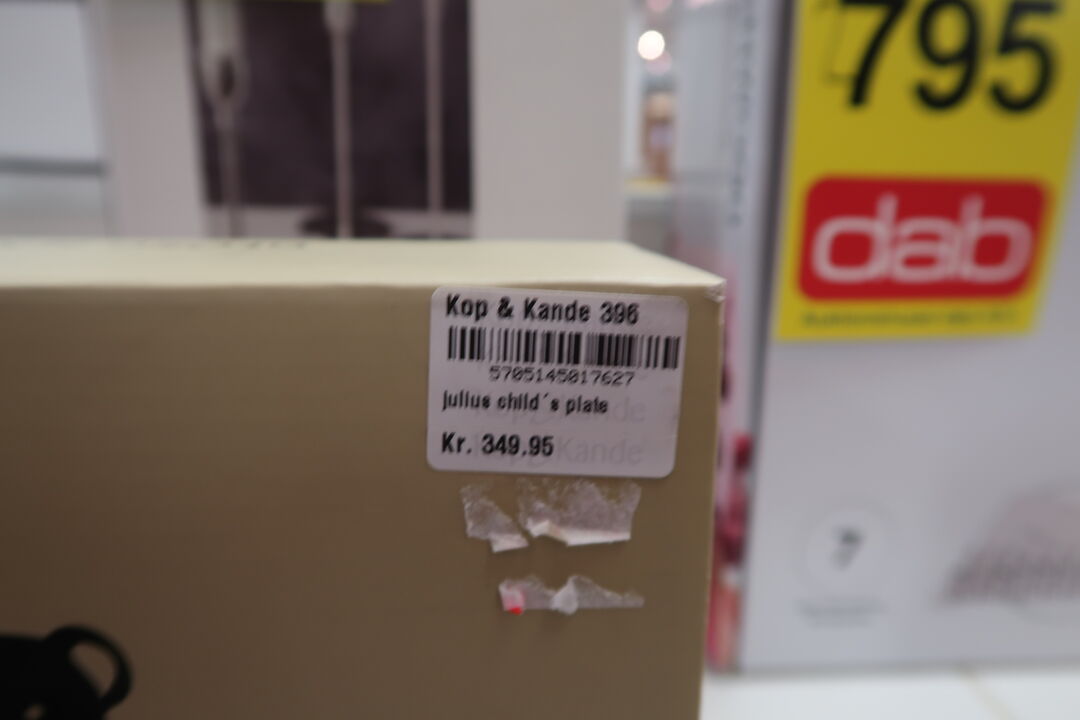 795
dab
Kop & Kande 396
5705145017627
julius child´s plate
Kr. 349.95